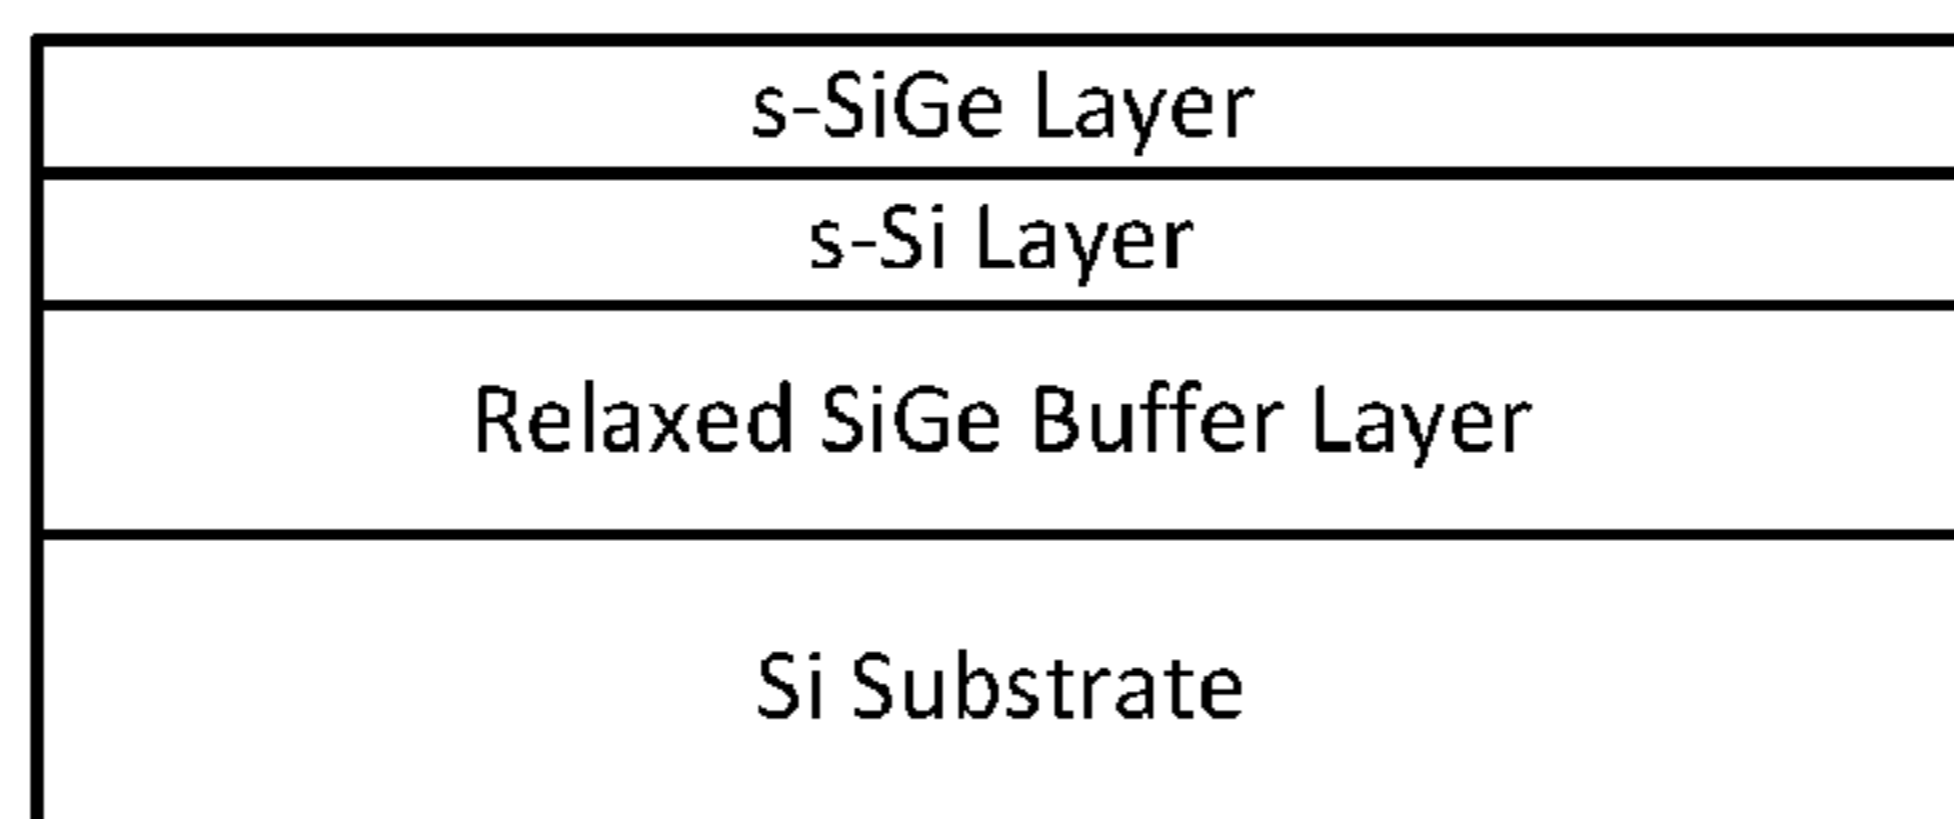 s-SiGe Layer
s-Si Layer
Relaxed SiGe Buffer Layer
Si Substrate